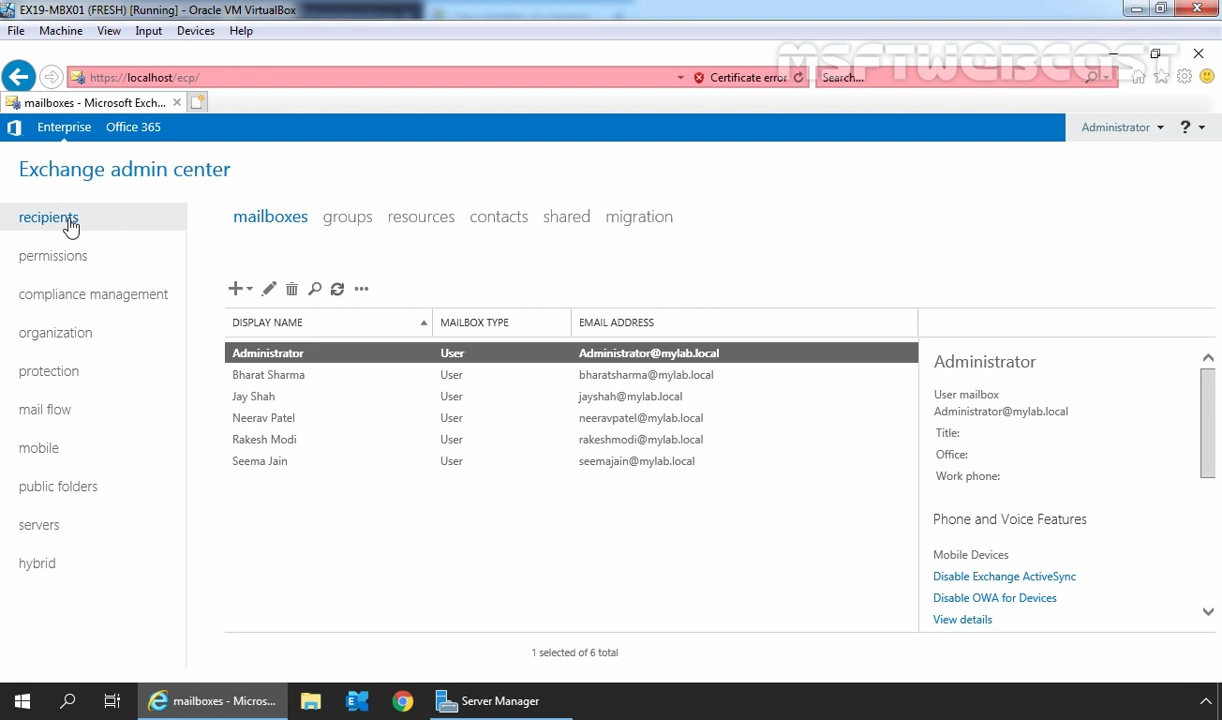 EX19-MBX01 (FRESH) [Running] - Oracle VM VirtualBox
File Machine View Input Devices Help
MSFTWEBCAST
https://localhost/ecp/ Certificate error Search...
mailboxes - Microsoft Exch...
Enterprise Office 365 Administrator ?
Exchange admin center
recipients
permissions
compliance management
organization
protection
mail flow
mobile
public folders
servers
hybrid
mailboxes groups resources contacts shared migration
DISPLAY NAME MAILBOX TYPE EMAIL ADDRESS
Administrator User Administrator@mylab.local
Bharat Sharma User bharatsharma@mylab.local
Jay Shah User jayshah@mylab.local
Neerav Patel User neeravpatel@mylab.local
Rakesh Modi User rakeshmodi@mylab.local
Seema Jain User seemajain@mylab.local
1 selected of 6 total
Administrator
User mailbox
Administrator@mylab.local
Title:
Office:
Work phone:
Phone and Voice Features
Mobile Devices
Disable Exchange ActiveSync
Disable OWA for Devices
View details
mailboxes - Micros... Server Manager